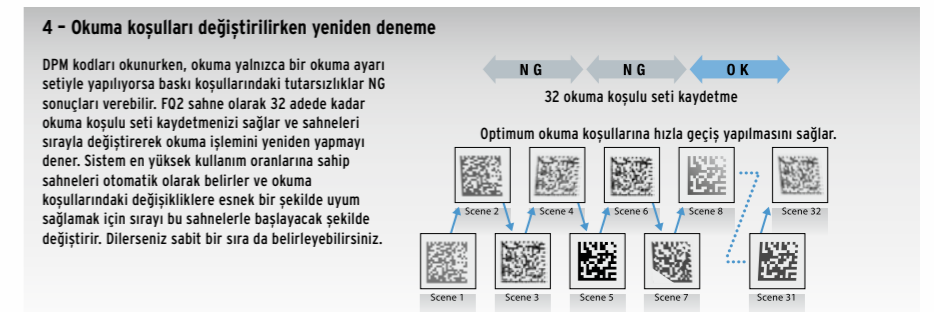 4 – Okuma koşulları değiştirilirken yeniden deneme
DPM kodları okunurken, okuma yalnızca bir okuma ayarı
setiyle yapılıyorsa baskı koşullarındaki tutarsızlıklar NG
sonuçları verebilir. FQ2 sahne olarak 32 adede kadar
okuma koşulu seti kaydetmenizi sağlar ve sahneleri
sırayla değiştirerek okuma işlemini yeniden yapmayı
dener. Sistem en yüksek kullanım oranlarına sahip
sahneleri otomatik olarak belirler ve okuma
koşullarındaki değişikliklere esnek bir şekilde uyum
sağlamak için sırayı bu sahnelerle başlayacak şekilde
değiştirir. Dilerseniz sabit bir sıra da belirleyebilirsiniz.
NG NG OK
32 okuma koşulu seti kaydetme
Optimum okuma koşullarına hızla geçiş yapılmasını sağlar.
Scene 2 Scene 4 Scene 6 Scene 8 Scene 32
Scene 1 Scene 3 Scene 5 Scene 7 Scene 31